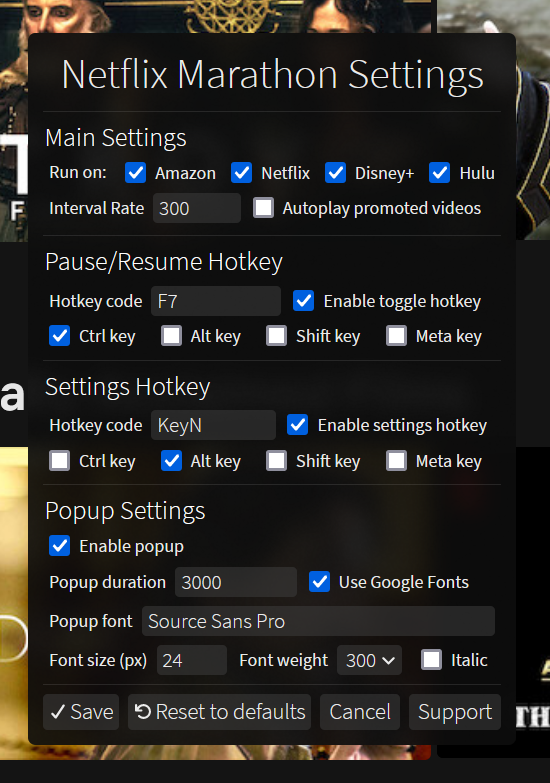 Netflix Marathon Settings
Main Settings
Run on: Amazon Netflix Disney+ Hulu
Interval Rate 300 Autoplay promoted videos
Pause/Resume Hotkey
Hotkey code F7 Enable toggle hotkey
Ctrl key Alt key Shift key Meta key
Settings Hotkey
Hotkey code KeyN Enable settings hotkey
Ctrl key Alt key Shift key Meta key
Popup Settings
Enable popup
Popup duration 3000 Use Google Fonts
Popup font Source Sans Pro
Font size (px) 24 Font weight 300 Italic
Save Reset to defaults Cancel Support